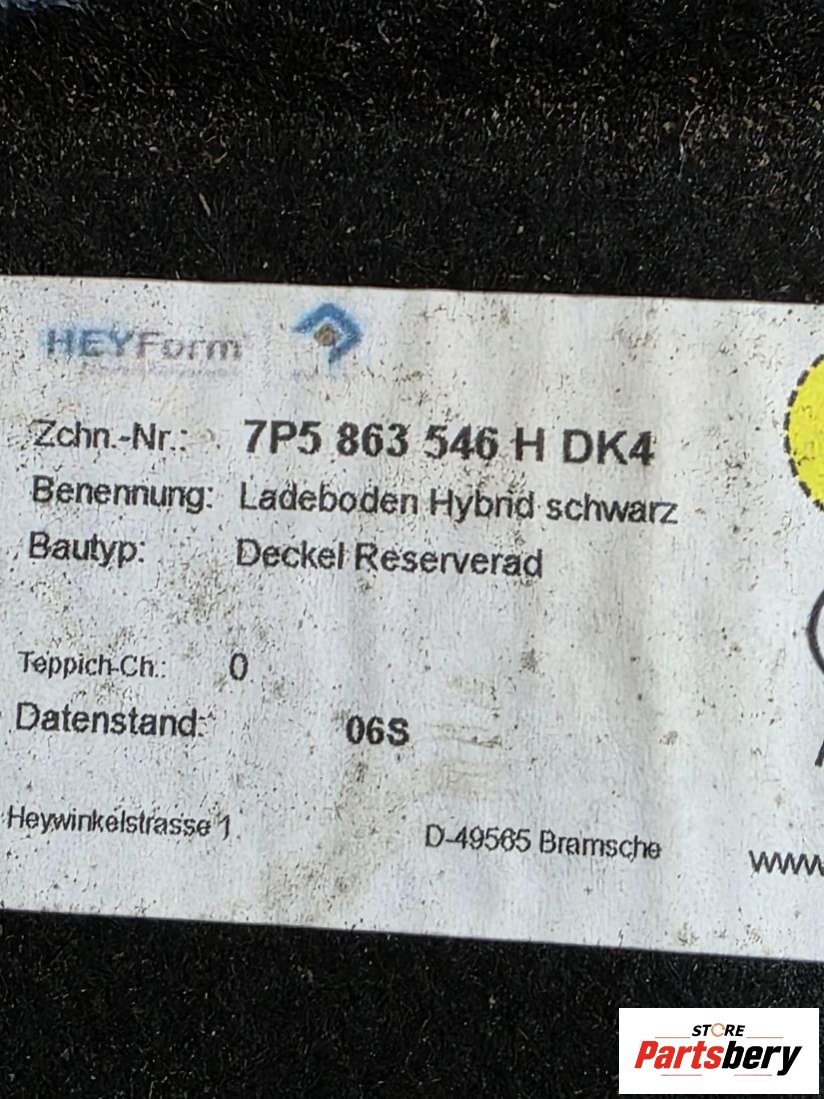 HEYForm
Zchn.-Nr.: 7P5 863 546 H DK4
Benennung: Ladeboden Hybrid schwarz
Bautyp: Deckel Reserverad
Teppich-Ch.: 0
Datenstand: 06S
Heywinkelstrasse 1 D-49565 Bramsche www.
STORE
Partsbery